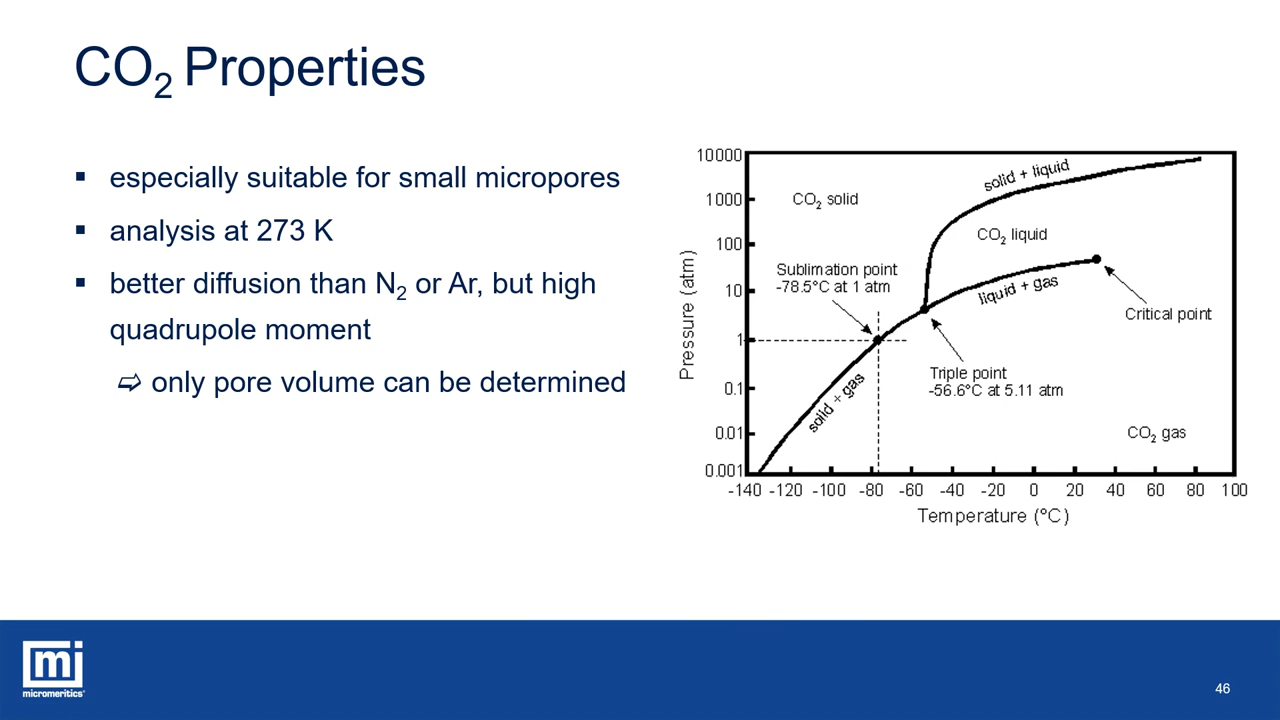 CO₂ Properties
▪ especially suitable for small micropores
▪ analysis at 273 K
▪ better diffusion than N₂ or Ar, but high
quadrupole moment
➯ only pore volume can be determined
10000
1000
100
10
1
0.1
0.01
0.001
Pressure (atm)
CO₂ solid
solid + liquid
CO₂ liquid
Sublimation point
-78.5°C at 1 atm
liquid + gas
Critical point
Triple point
-56.6°C at 5.11 atm
solid + gas
CO₂ gas
-140 -120 -100 -80 -60 -40 -20 0 20 40 60 80 100
Temperature (°C)
mi
micromeritics®
46